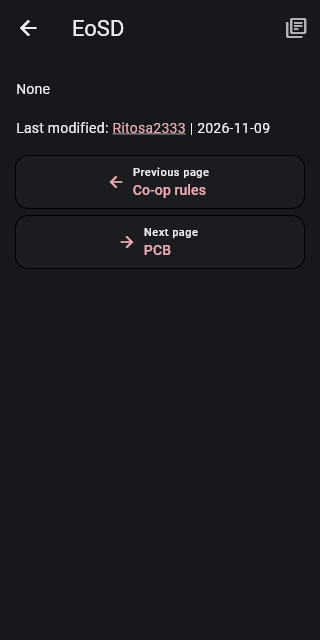 EoSD
None
Last modified: Ritosa2333 | 2026-11-09
Previous page
Co-op rules
Next page
PCB